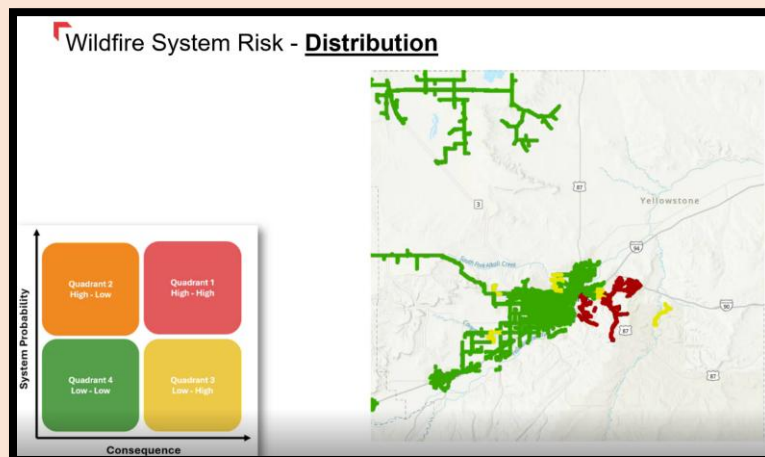 Wildfire System Risk - Distribution
System Probability
Quadrant 2
High - Low
Quadrant 1
High - High
Quadrant 4
Low - Low
Quadrant 3
Low - High
Consequence
87
3
Yellowstone
94
90
87
87